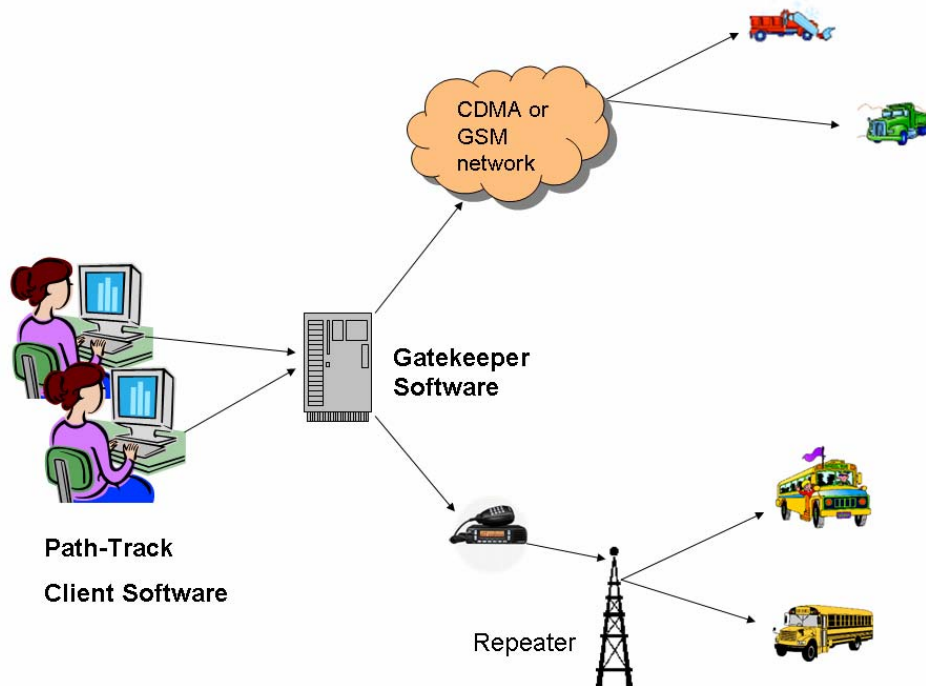 CDMA or
GSM
network
Gatekeeper
Software
Path-Track
Client Software
Repeater